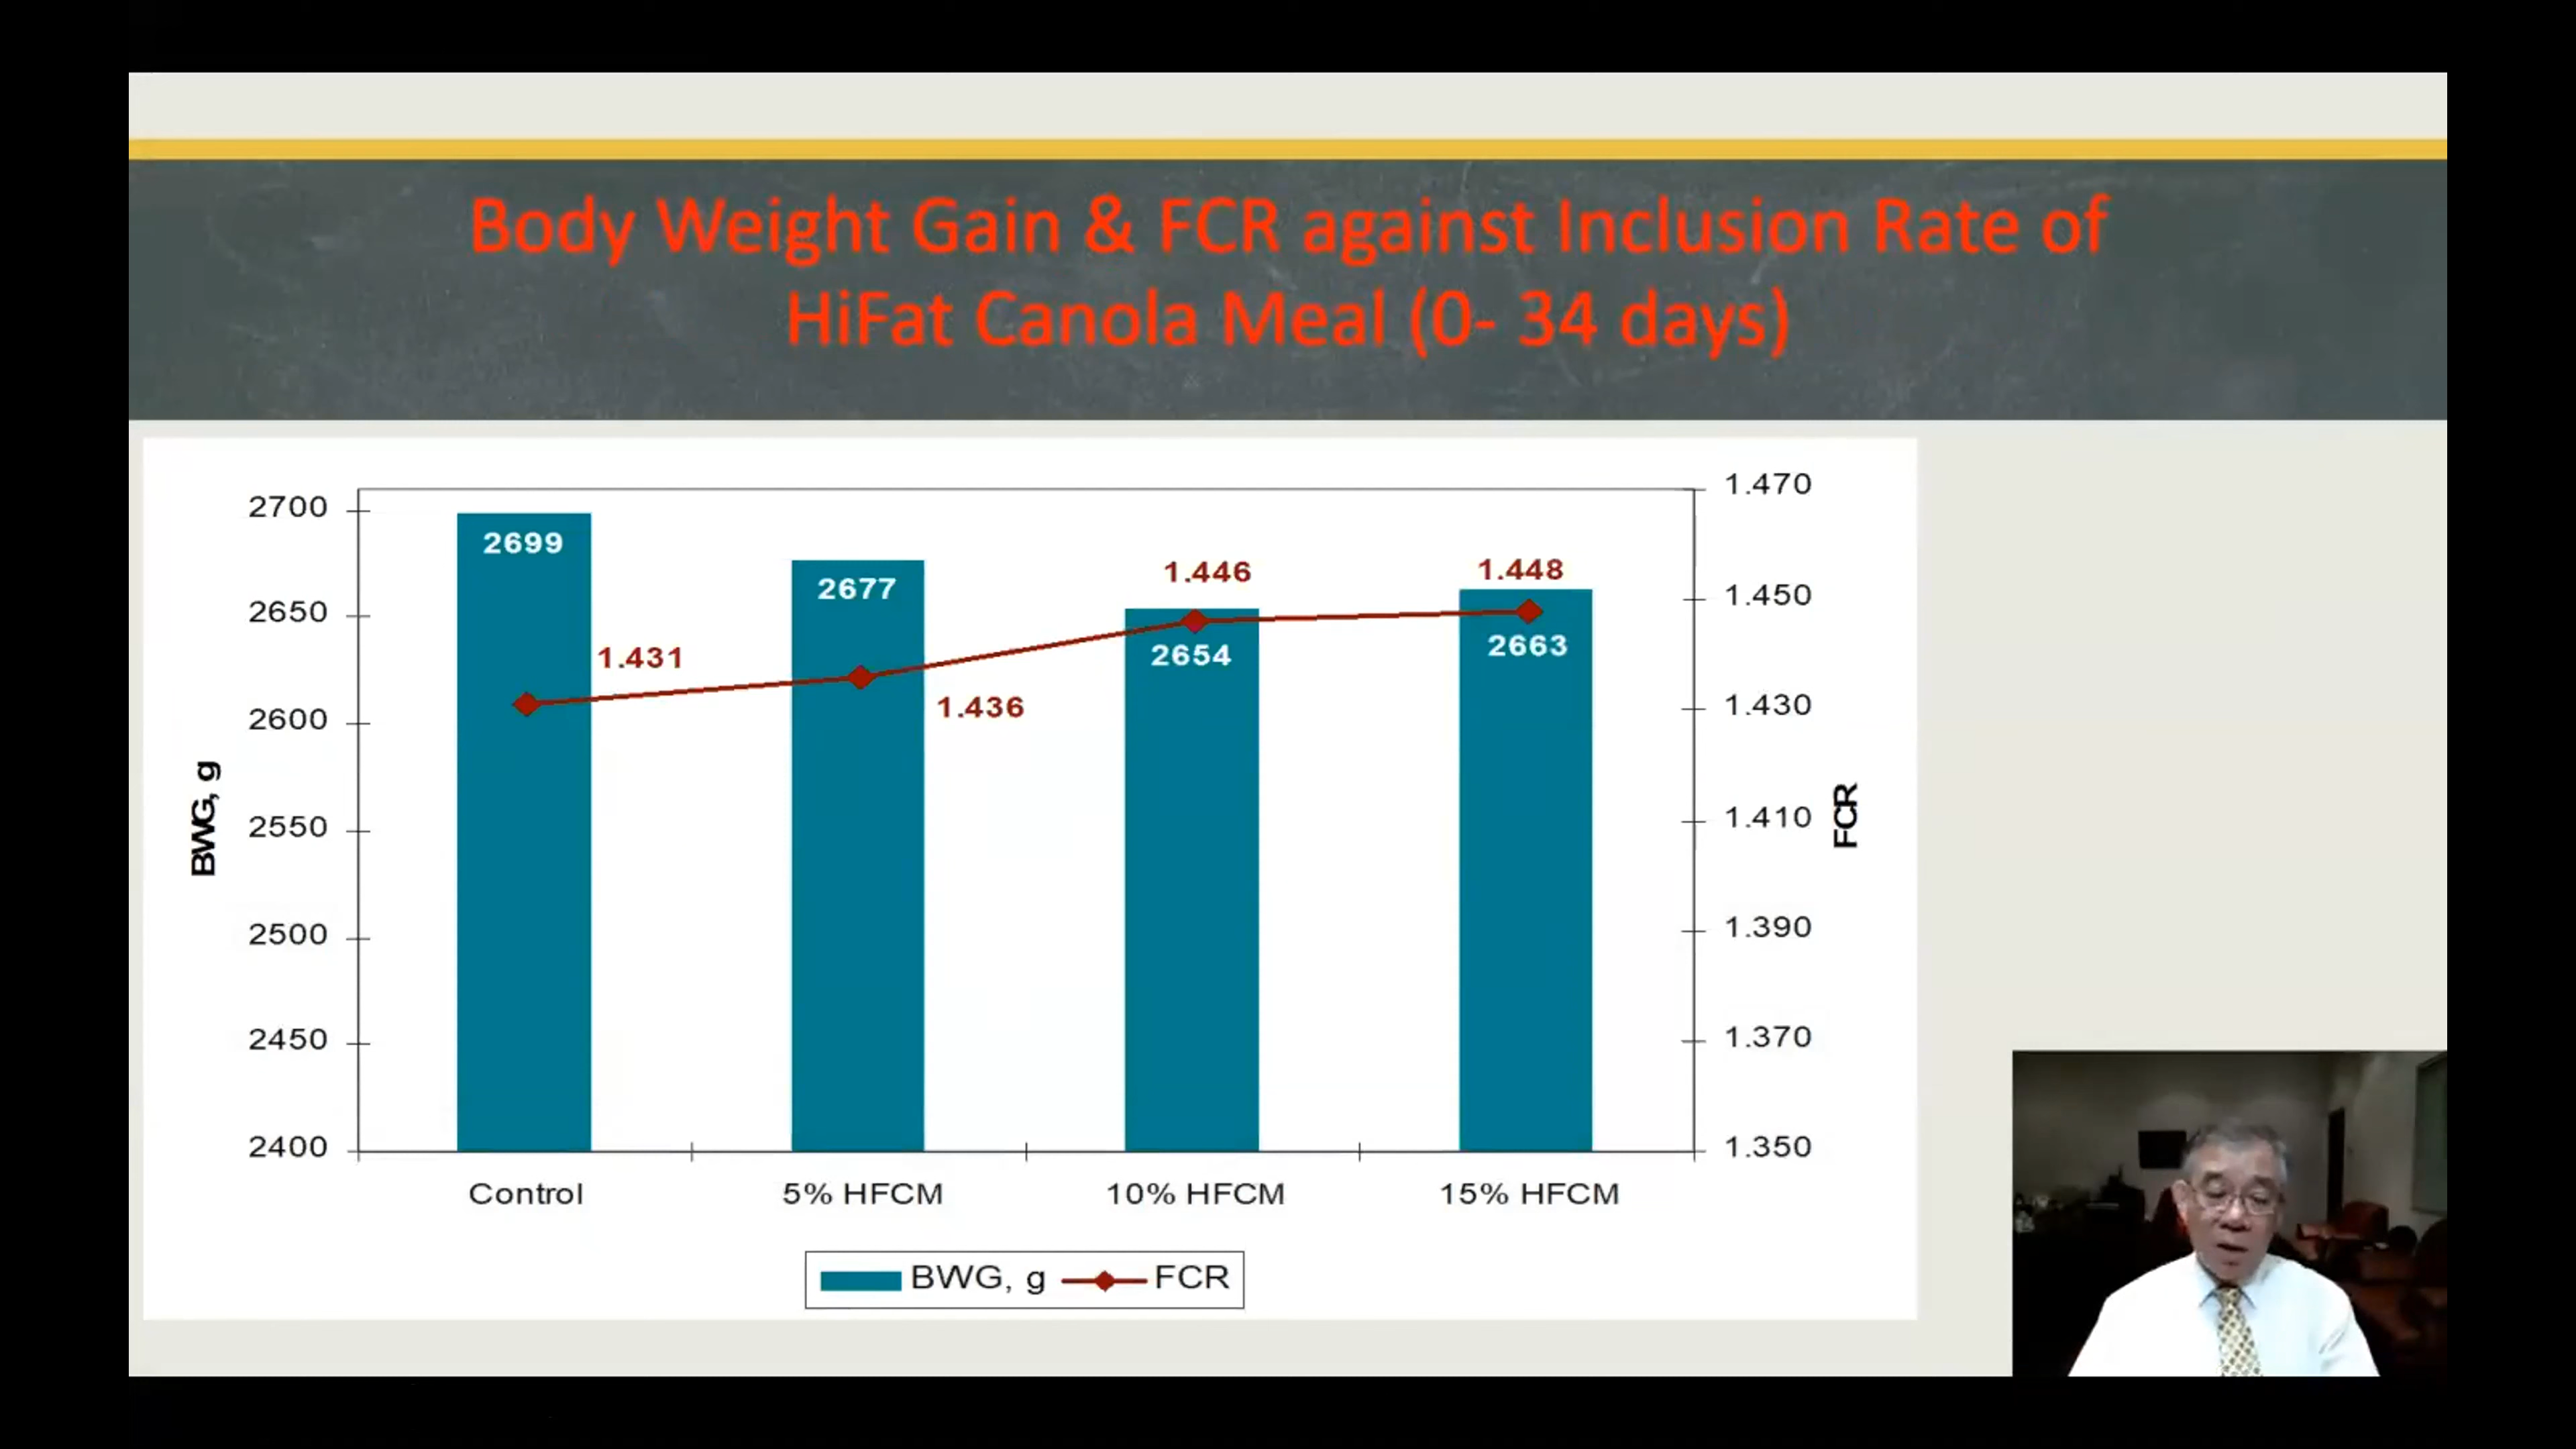 Body Weight Gain & FCR against Inclusion Rate of
HiFat Canola Meal (0- 34 days)
2700
2650
2600
2550
2500
2450
2400
BWG, g
2699
2677
2654
2663
1.431
1.436
1.446
1.448
1.470
1.450
1.430
1.410
1.390
1.370
1.350
FCR
Control
5% HFCM
10% HFCM
15% HFCM
BWG, g
FCR